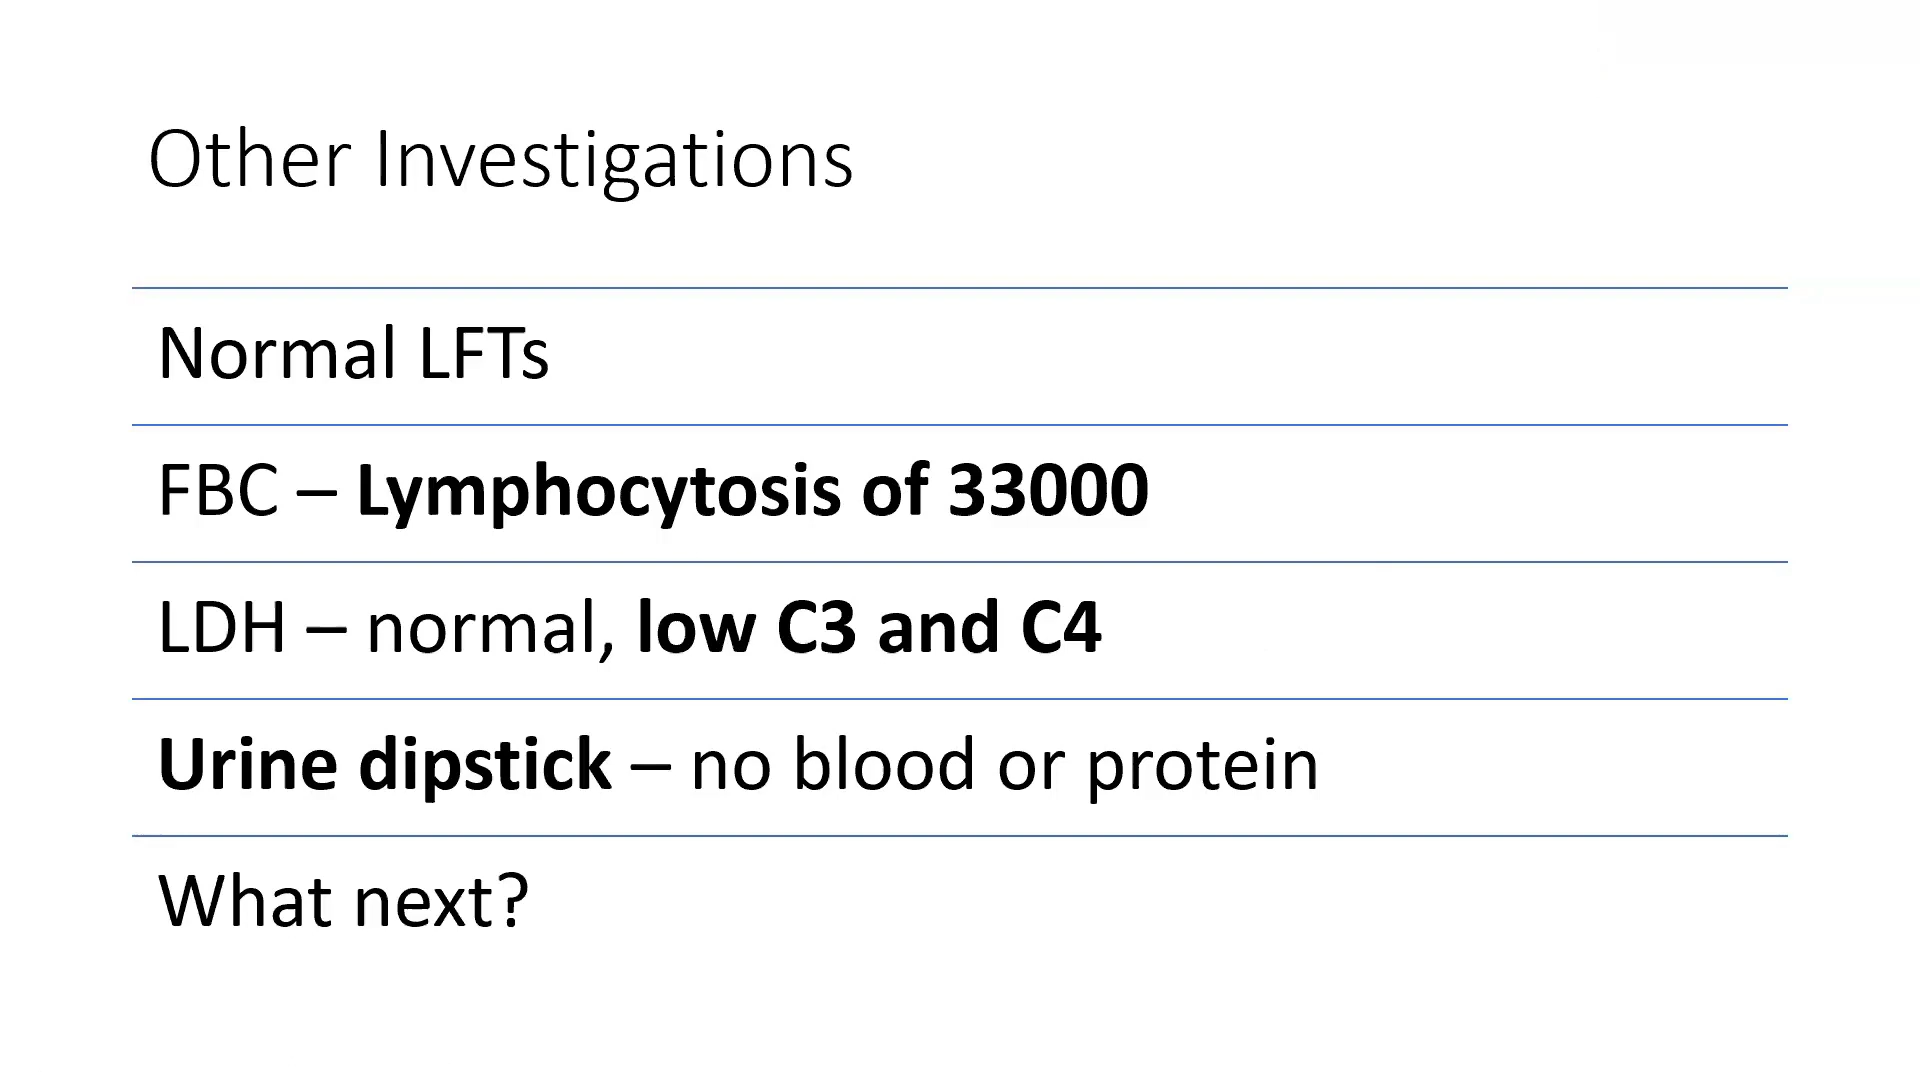 Other Investigations
Normal LFTs
FBC – Lymphocytosis of 33000
LDH – normal, low C3 and C4
Urine dipstick – no blood or protein
What next?